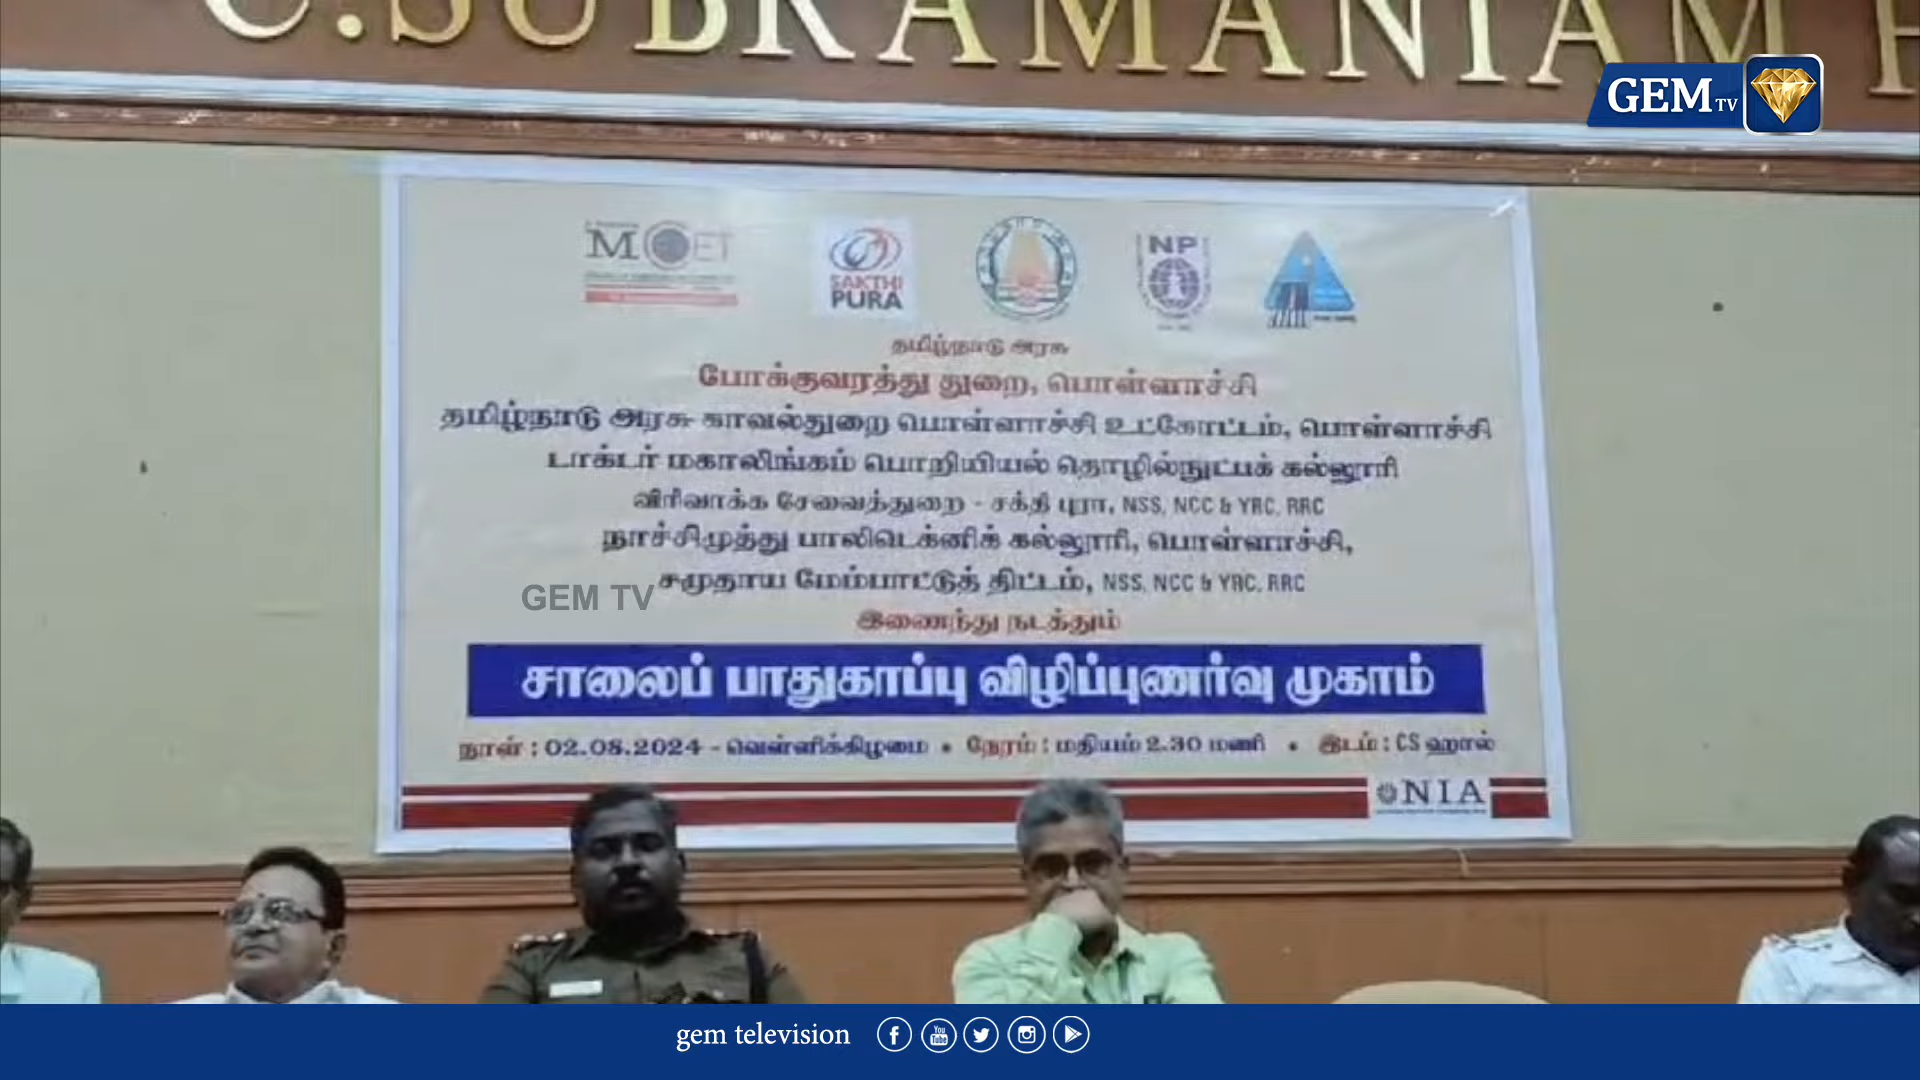 C.SUBRAMANIAM H
GEM TV
MCET
SAKTHI
PURA
NP
தமிழ்நாடு அரசு
போக்குவரத்து துறை, பொள்ளாச்சி
தமிழ்நாடு அரசு காவல்துறை பொள்ளாச்சி உட்கோட்டம், பொள்ளாச்சி
டாக்டர் மகாலிங்கம் பொறியியல் தொழில்நுட்பக் கல்லூரி
விரிவாக்க சேவைத்துறை - சக்தி புரா, NSS, NCC & YRC, RRC
நாச்சிமுத்து பாலிடெக்னிக் கல்லூரி, பொள்ளாச்சி,
சமுதாய மேம்பாட்டுத் திட்டம், NSS, NCC & YRC, RRC
GEM TV
இணைந்து நடத்தும்
சாலைப் பாதுகாப்பு விழிப்புணர்வு முகாம்
நாள் : 02.08.2024 - வெள்ளிக்கிழமை • நேரம் : மதியம் 2.30 மணி • இடம் : CS ஹால்
NIA
gem television